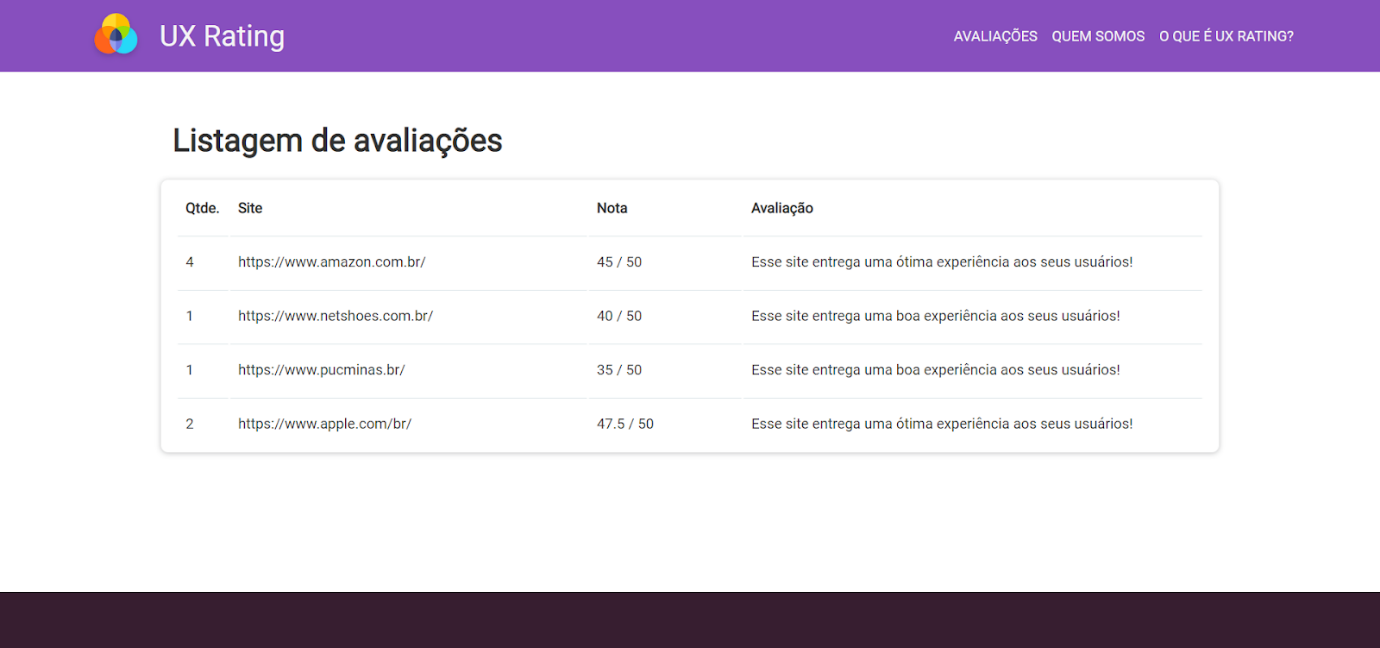 UX Rating
AVALIAÇÕES QUEM SOMOS O QUE É UX RATING?
Listagem de avaliações
Qtde. Site Nota Avaliação
4 https://www.amazon.com.br/ 45 / 50 Esse site entrega uma ótima experiência aos seus usuários!
1 https://www.netshoes.com.br/ 40 / 50 Esse site entrega uma boa experiência aos seus usuários!
1 https://www.pucminas.br/ 35 / 50 Esse site entrega uma boa experiência aos seus usuários!
2 https://www.apple.com/br/ 47.5 / 50 Esse site entrega uma ótima experiência aos seus usuários!